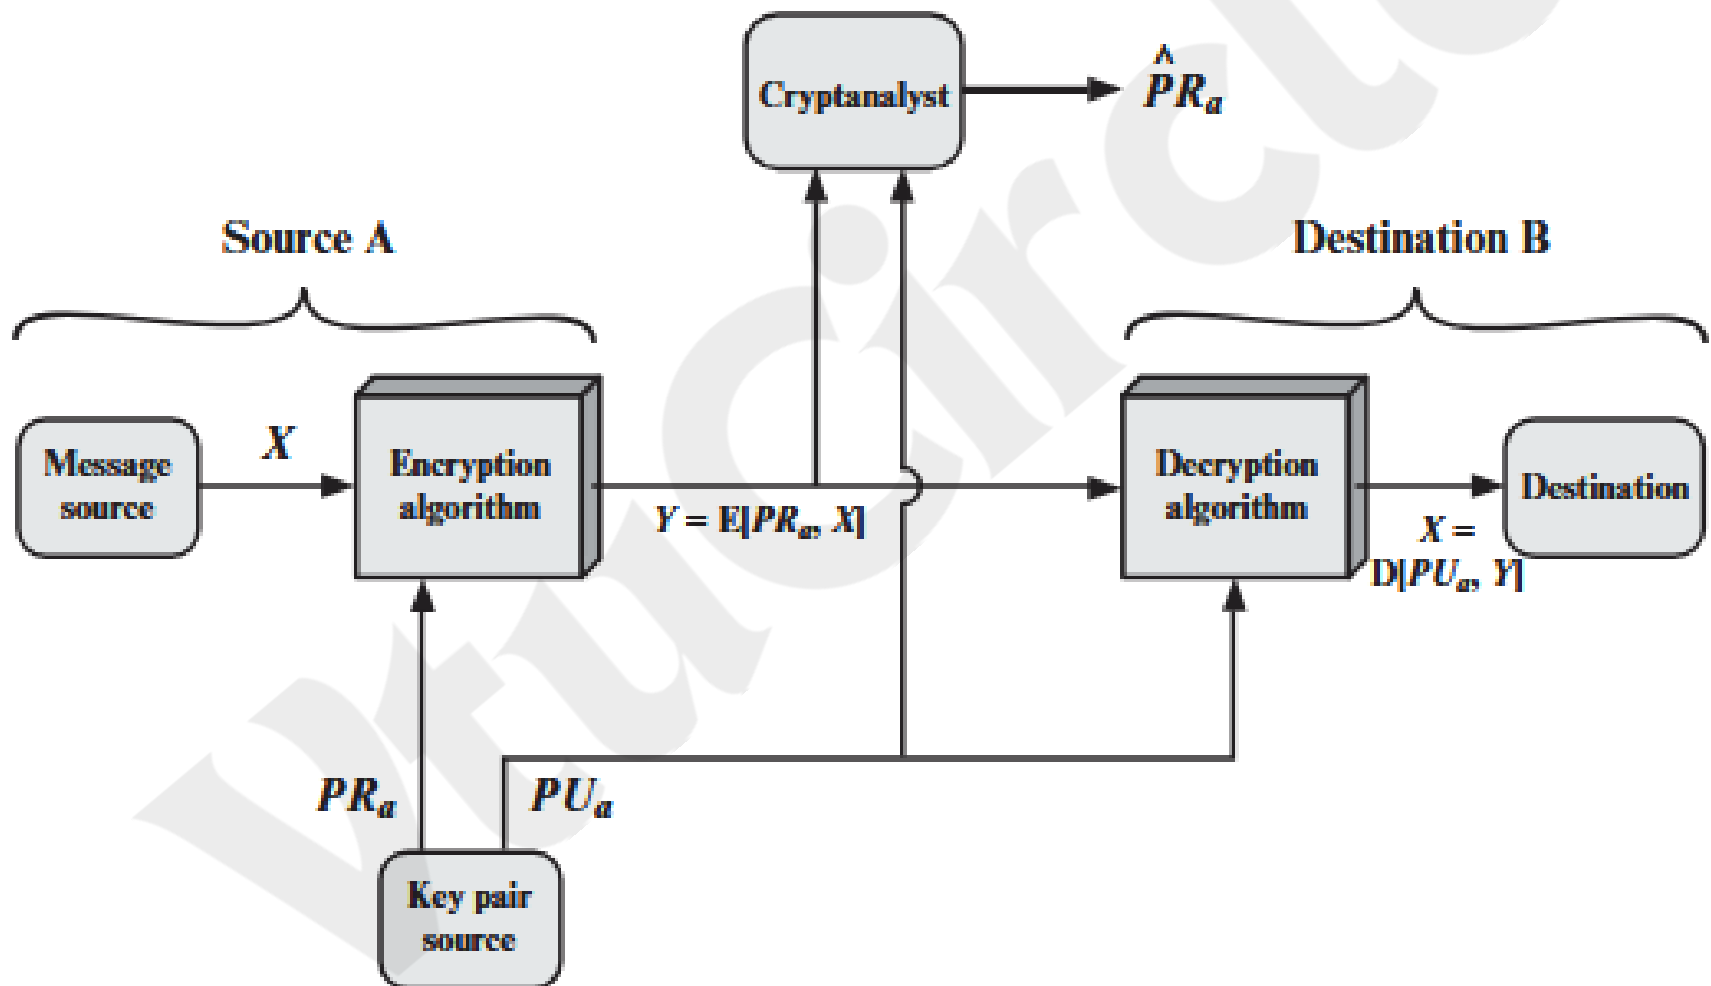 Cryptanalyst
P̂Rₐ
Source A
Destination B
Message
source
X
Encryption
algorithm
Y = E[PRₐ, X]
Decryption
algorithm
Destination
X =
D[PUₐ, Y]
PRₐ
PUₐ
Key pair
source